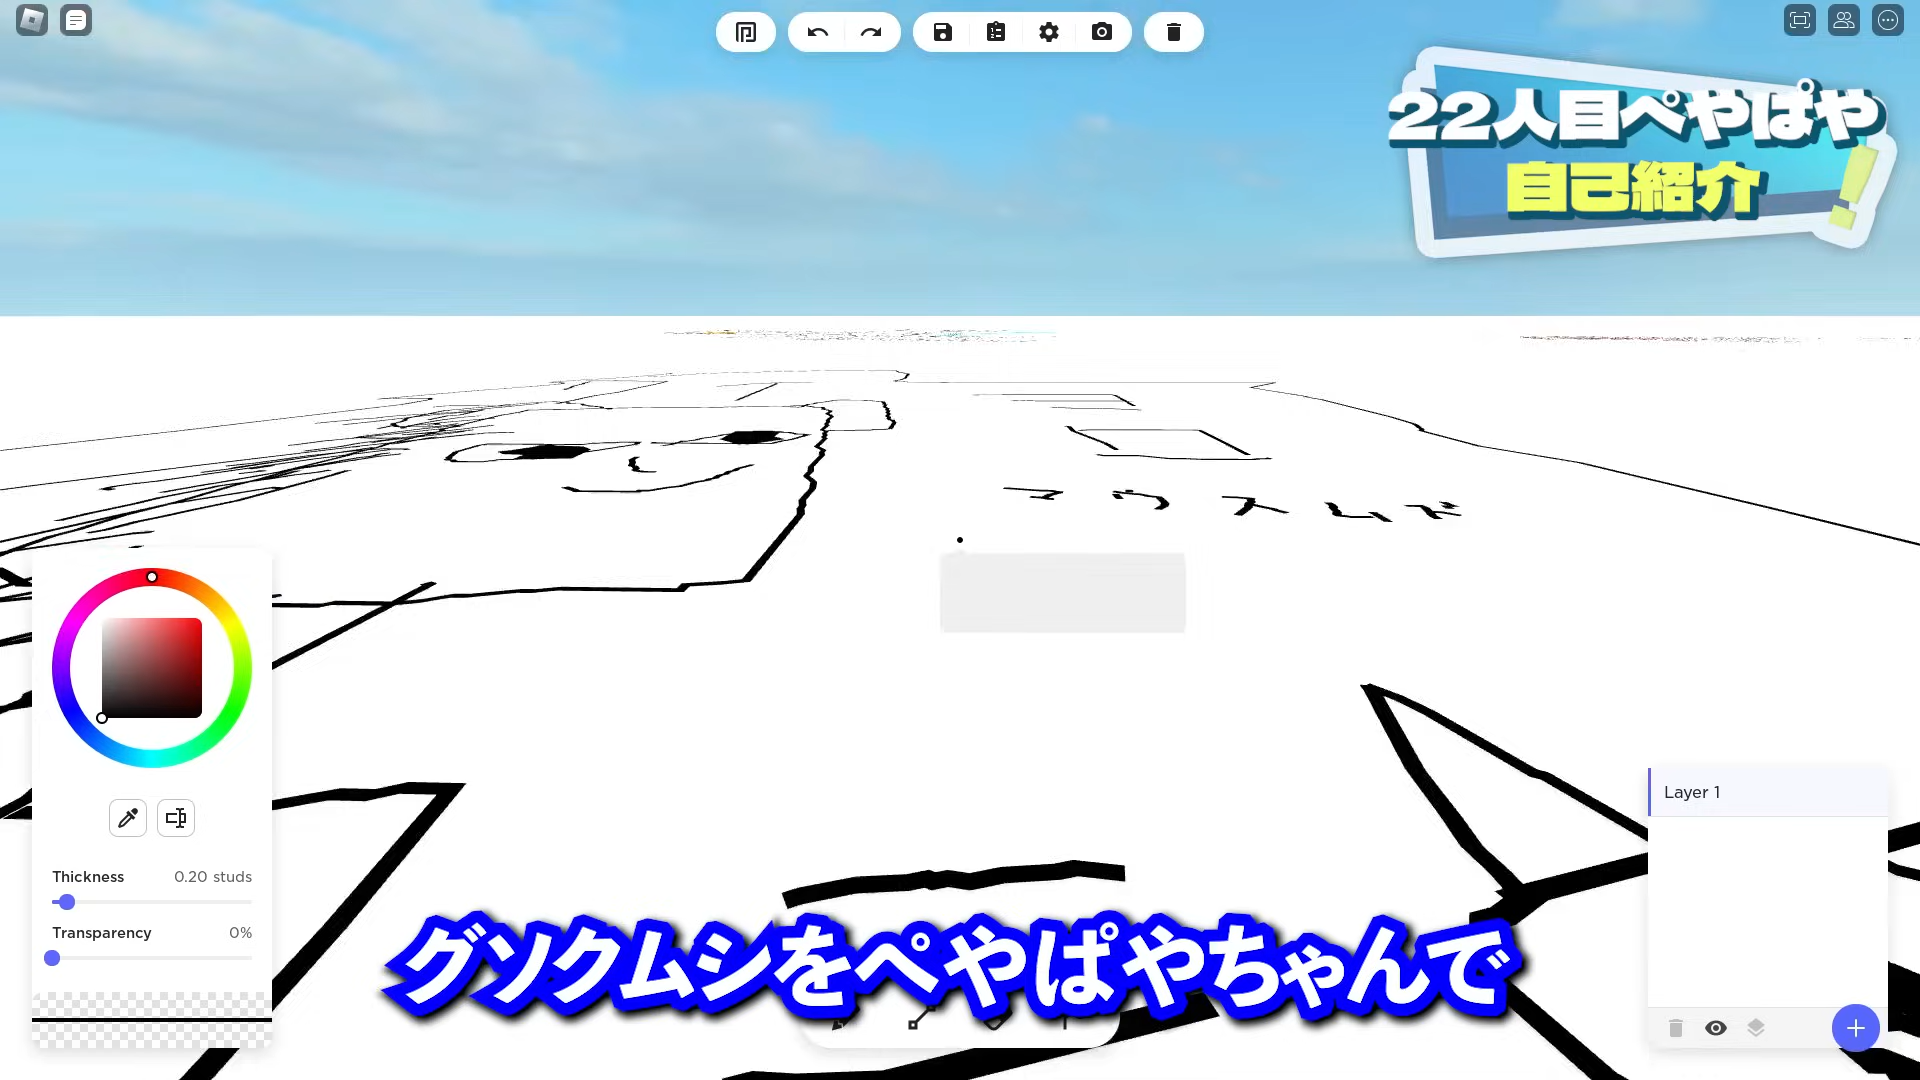 22人目ぺやぱや
自己紹介!
Thickness 0.20 studs
Transparency 0%
Layer 1
グソクムシをぺやぱやちゃんで